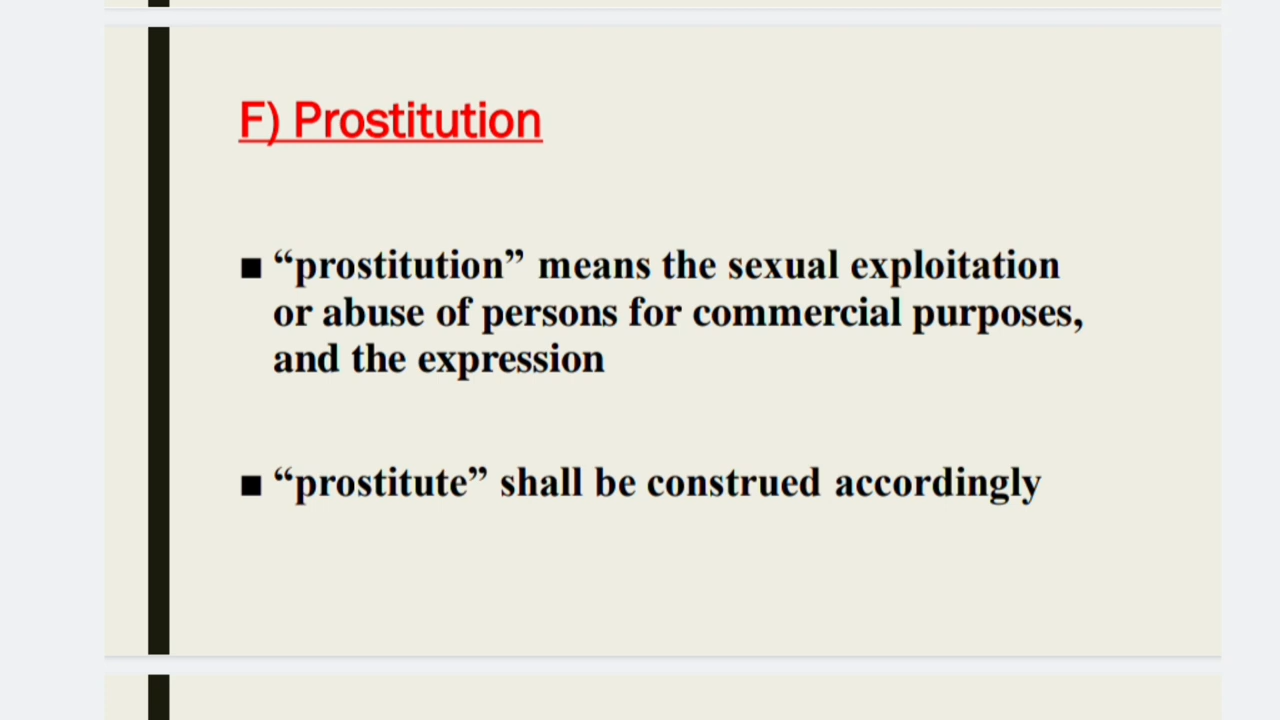 F) Prostitution
■ “prostitution” means the sexual exploitation
or abuse of persons for commercial purposes,
and the expression
■ “prostitute” shall be construed accordingly